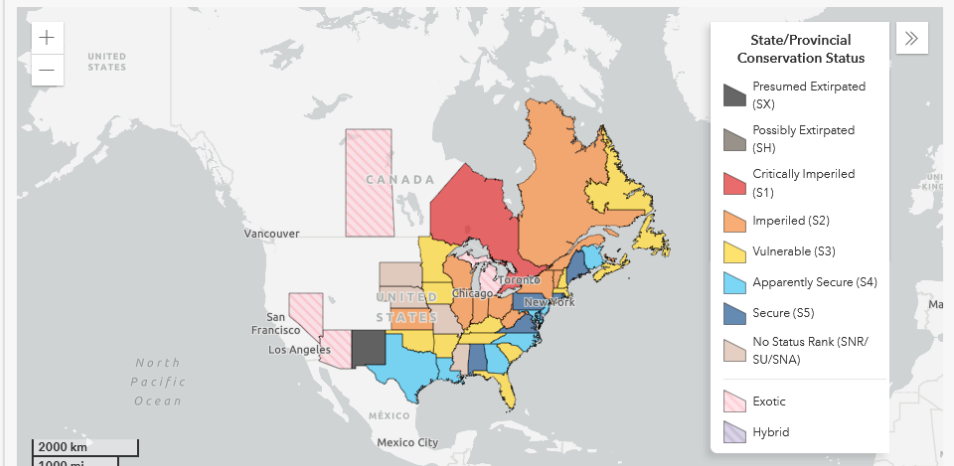 +
−
UNITED
STATES
CANADA
Vancouver
Toronto
Chicago
New York
UNITED
STATES
San
Francisco
Los Angeles
North
Pacific
Ocean
MÉXICO
Mexico City
2000 km
1000 mi
State/Provincial
Conservation Status
Presumed Extirpated
(SX)
Possibly Extirpated
(SH)
Critically Imperiled
(S1)
Imperiled (S2)
Vulnerable (S3)
Apparently Secure (S4)
Secure (S5)
No Status Rank (SNR/
SU/SNA)
Exotic
Hybrid
»